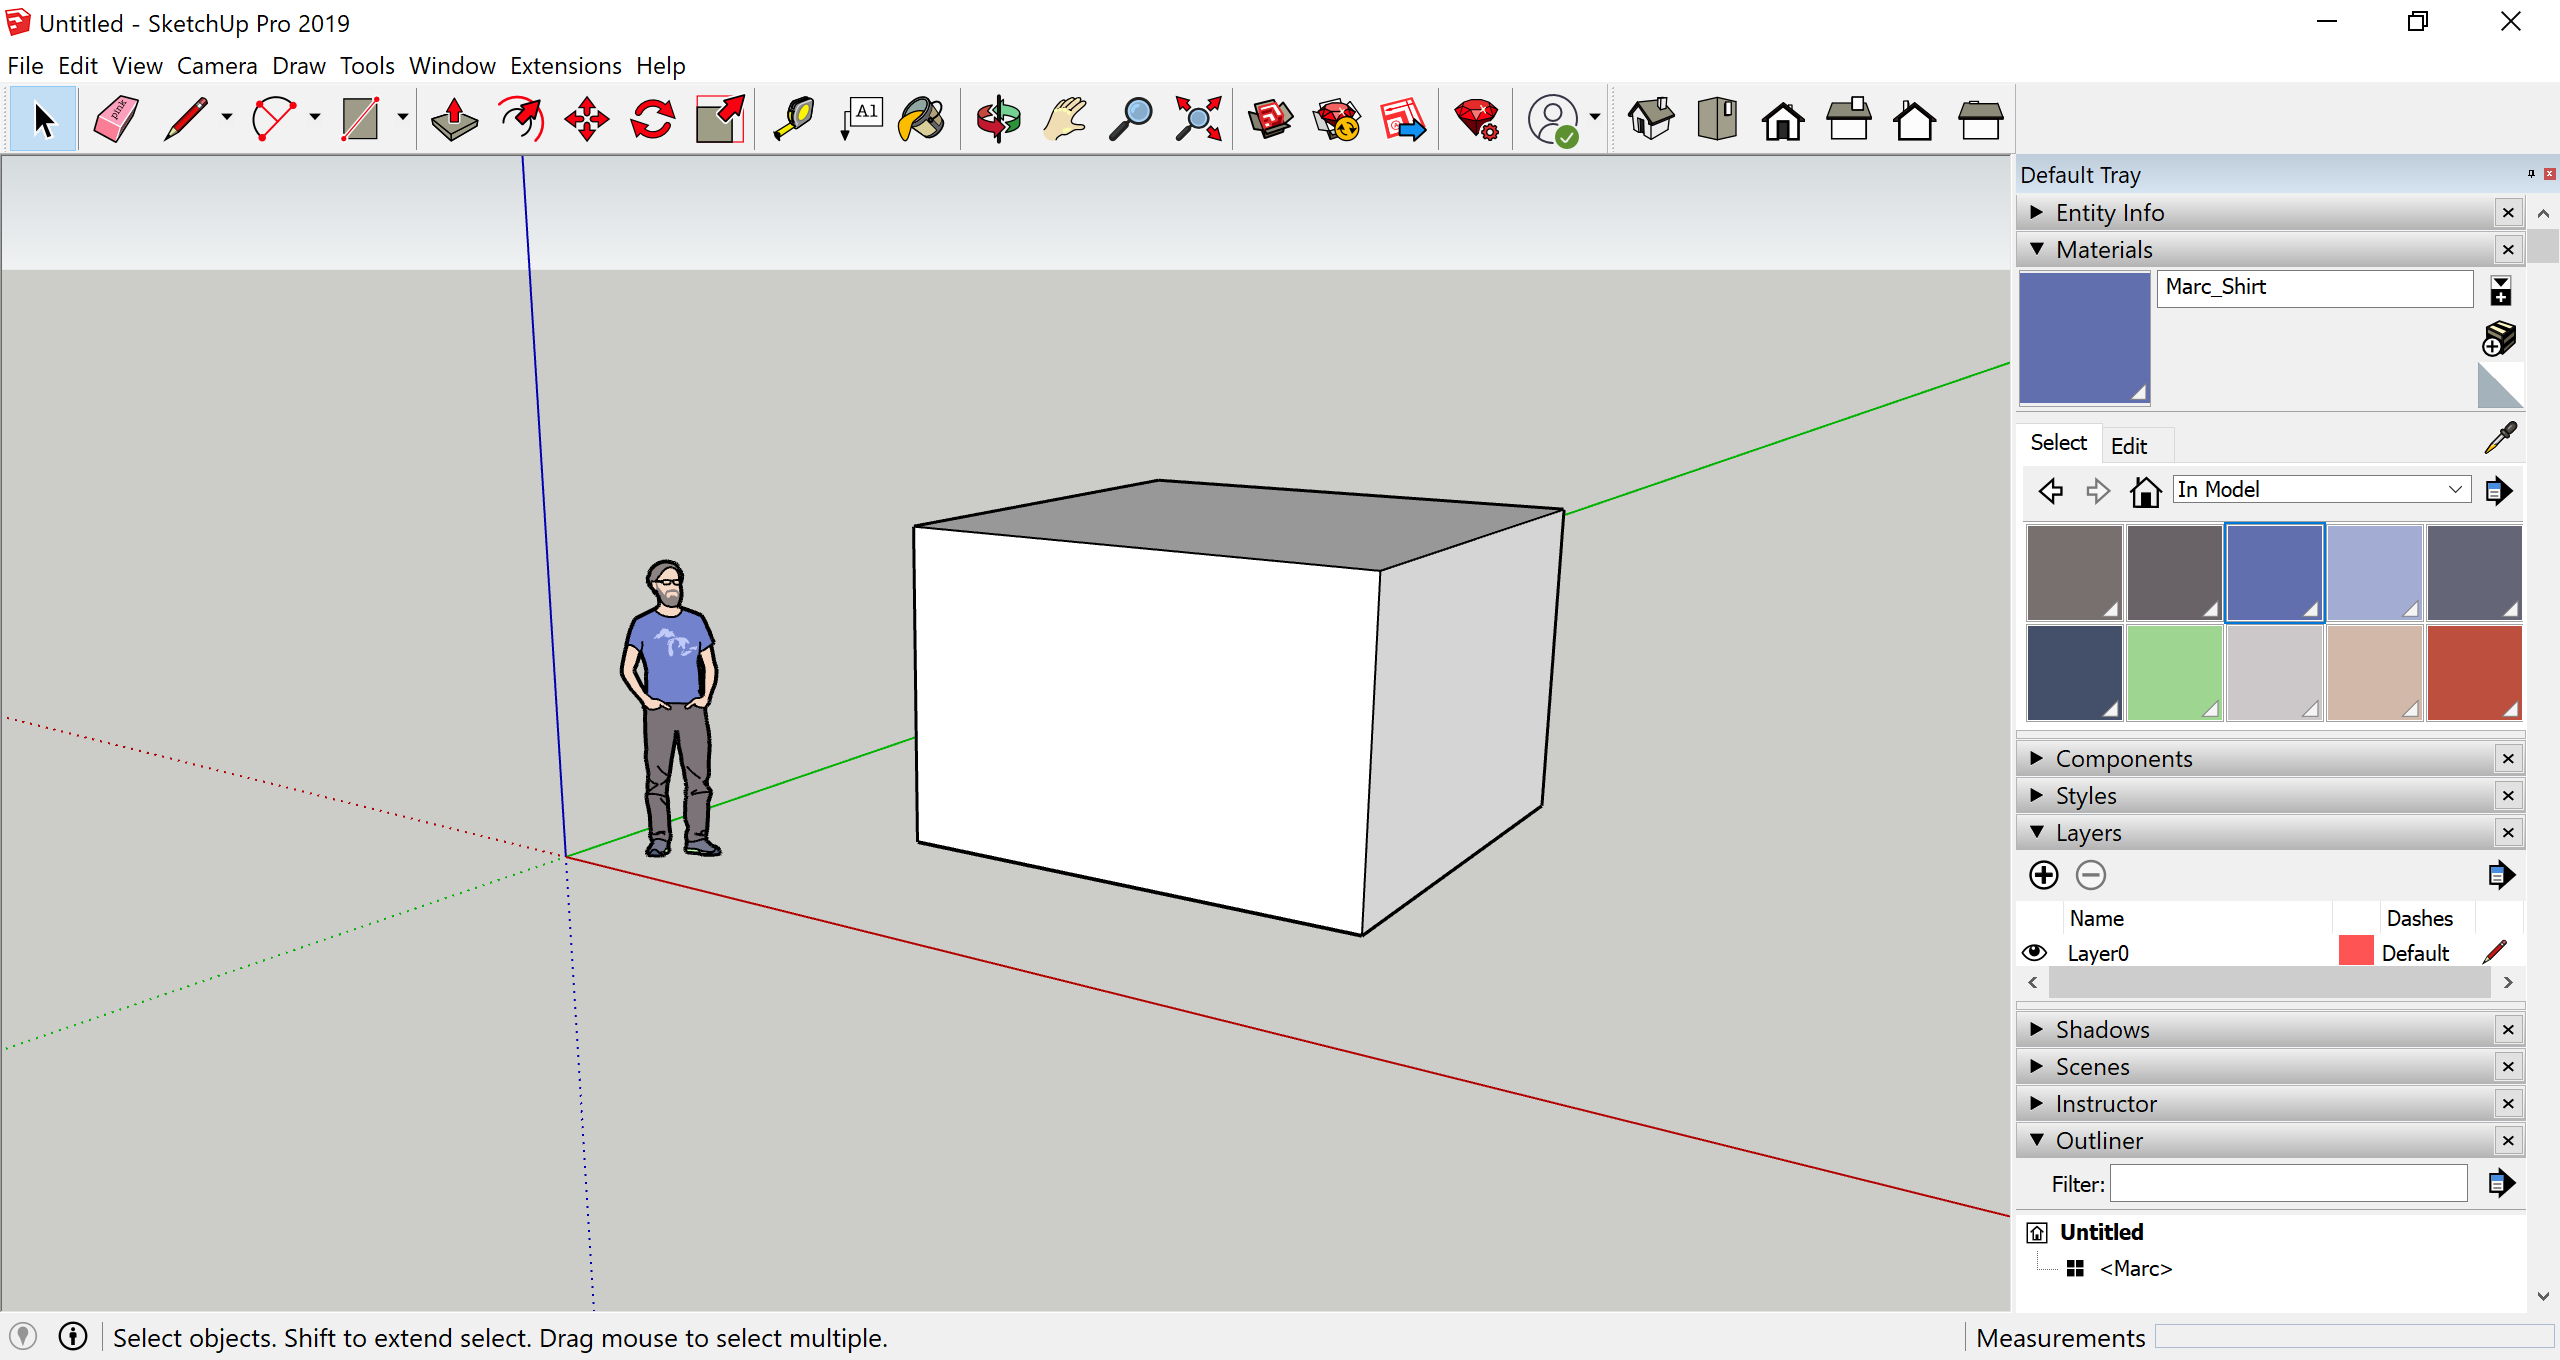 Untitled - SketchUp Pro 2019
File Edit View Camera Draw Tools Window Extensions Help
pink
A1
Default Tray
Entity Info
Materials
Marc_Shirt
Select Edit
In Model
Components
Styles
Layers
Name Dashes
Layer0 Default
Shadows
Scenes
Instructor
Outliner
Filter:
Untitled
<Marc>
Select objects. Shift to extend select. Drag mouse to select multiple.
Measurements